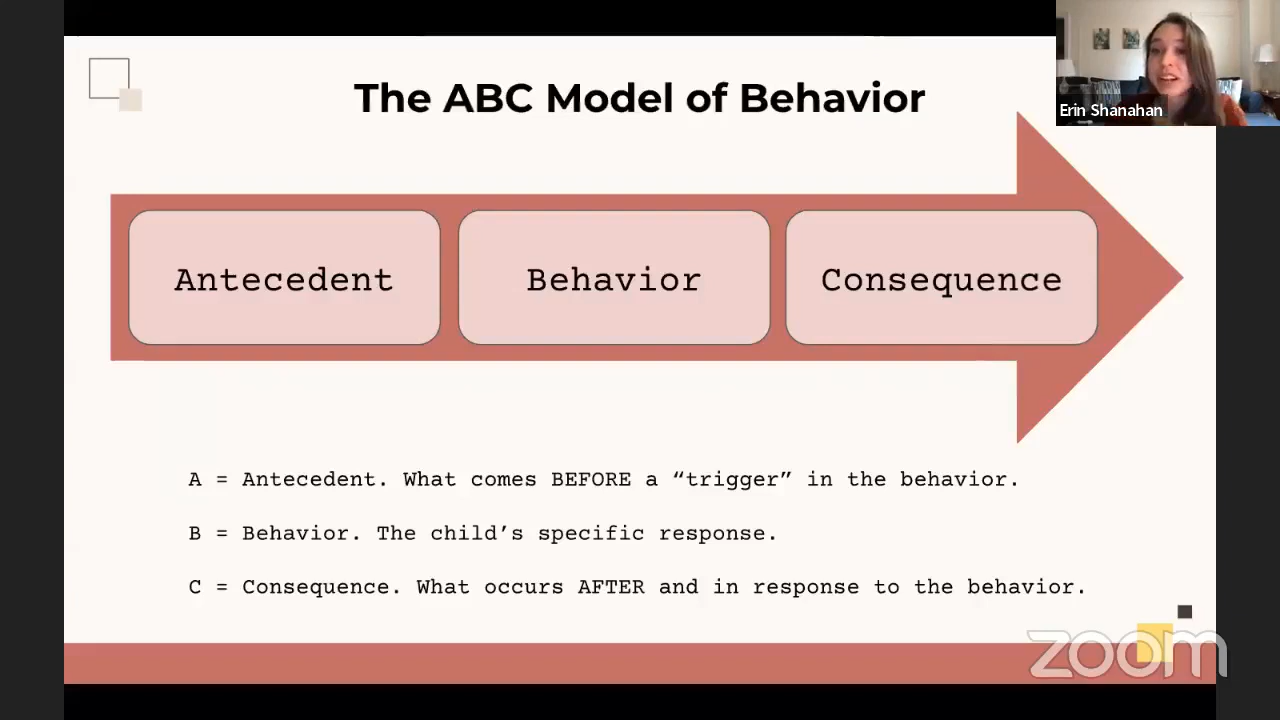 The ABC Model of Behavior
Erin Shanahan
Antecedent
Behavior
Consequence
A = Antecedent. What comes BEFORE a “trigger” in the behavior.
B = Behavior. The child’s specific response.
C = Consequence. What occurs AFTER and in response to the behavior.
zoom